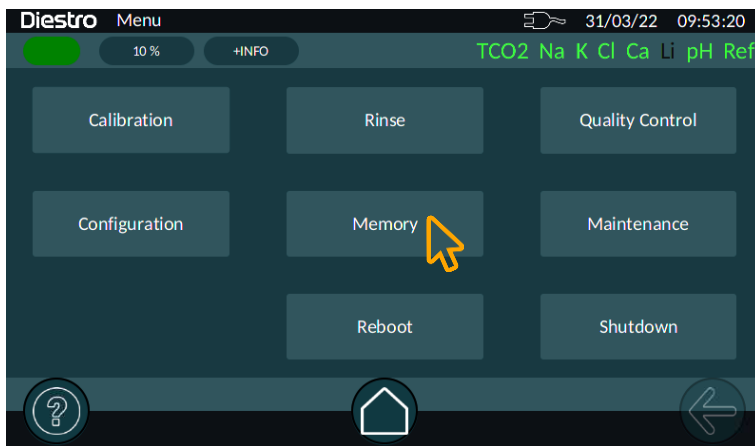 Diestro Menu 31/03/22 09:53:20
10 % +INFO TCO2 Na K Cl Ca Li pH Ref
Calibration Rinse Quality Control
Configuration Memory Maintenance
Reboot Shutdown
?